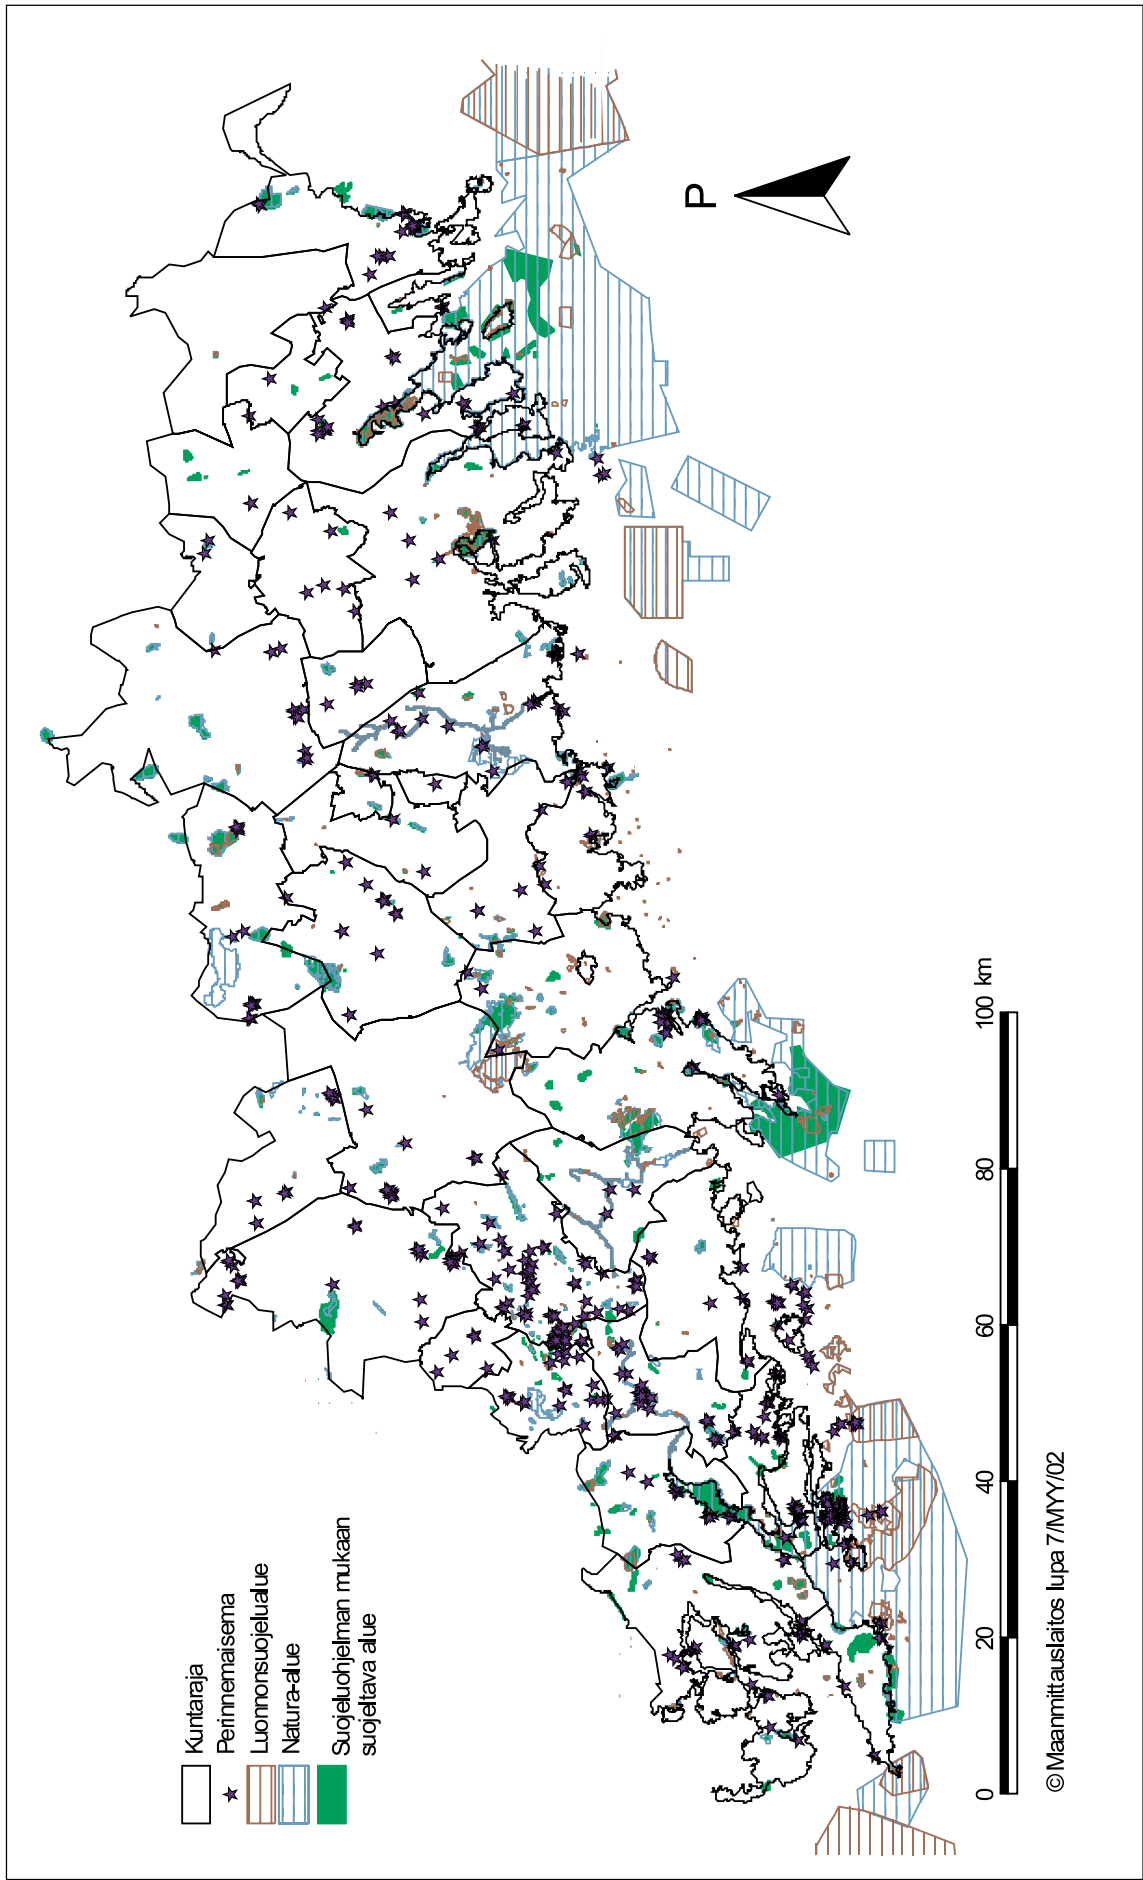 P
Kuntaraja
Perinnemaisema
Luonnonsuojelualue
Natura-alue
Suojeluohjelman mukaan
suojeltava alue
0 20 40 60 80 100 km
© Maanmittauslaitos lupa 7/MYY/02